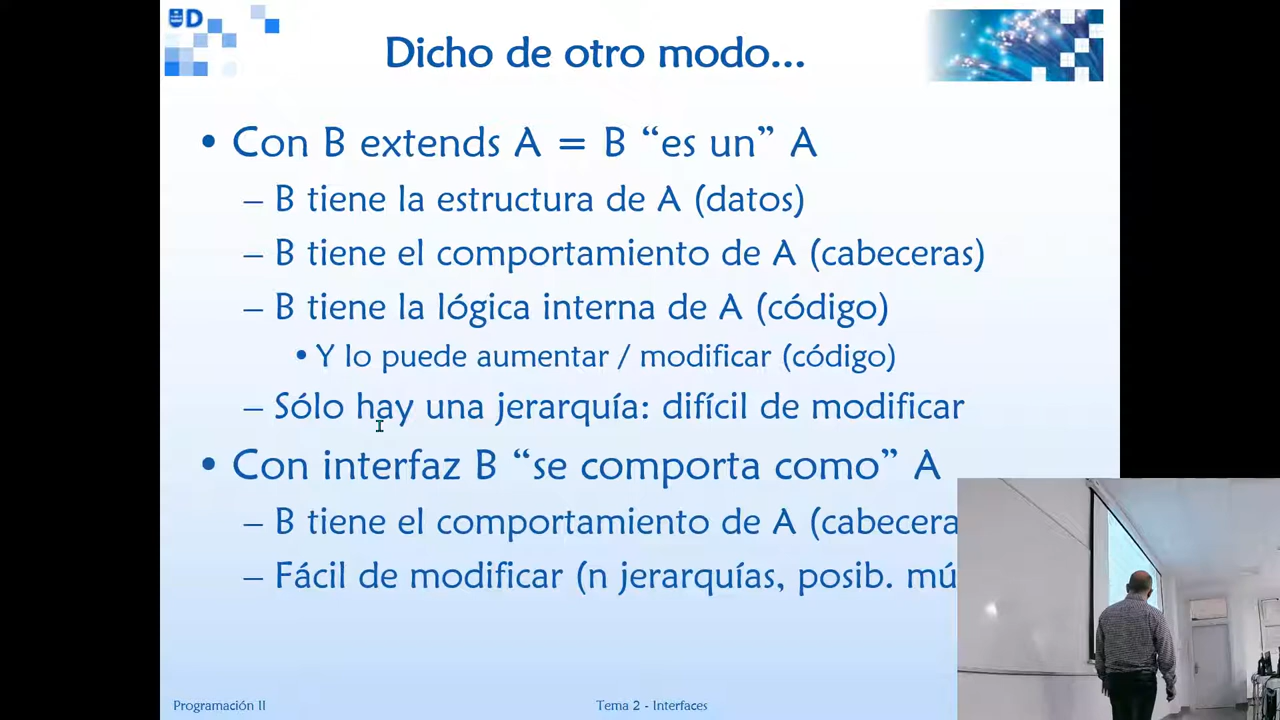 D
Dicho de otro modo...
• Con B extends A = B “es un” A
– B tiene la estructura de A (datos)
– B tiene el comportamiento de A (cabeceras)
– B tiene la lógica interna de A (código)
• Y lo puede aumentar / modificar (código)
– Sólo hay una jerarquía: difícil de modificar
• Con interfaz B “se comporta como” A
– B tiene el comportamiento de A (cabecera
– Fácil de modificar (n jerarquías, posib. mú
Programación II
Tema 2 - Interfaces